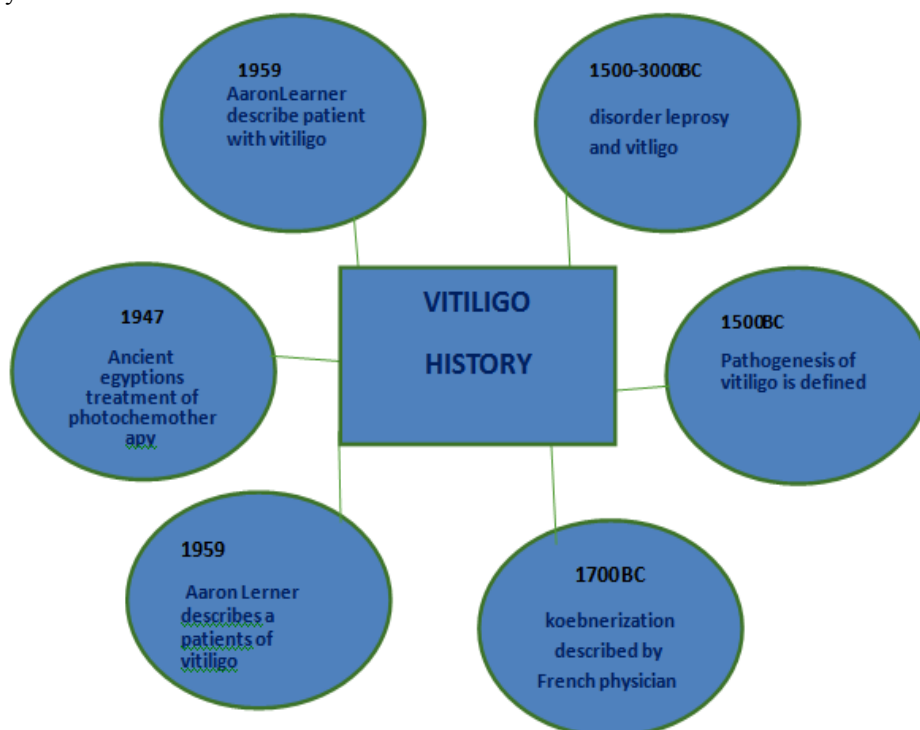 1959
AaronLearner
describe patient
with vitiligo
1500-3000BC
disorder leprosy
and vitligo
VITILIGO
HISTORY
1947
Ancient
egyptions
treatment of
photochemother
apy
1500BC
Pathogenesis of
vitiligo is defined
1959
Aaron Lerner
describes a
patients of
vitiligo
1700BC
koebnerization
described by
French physician